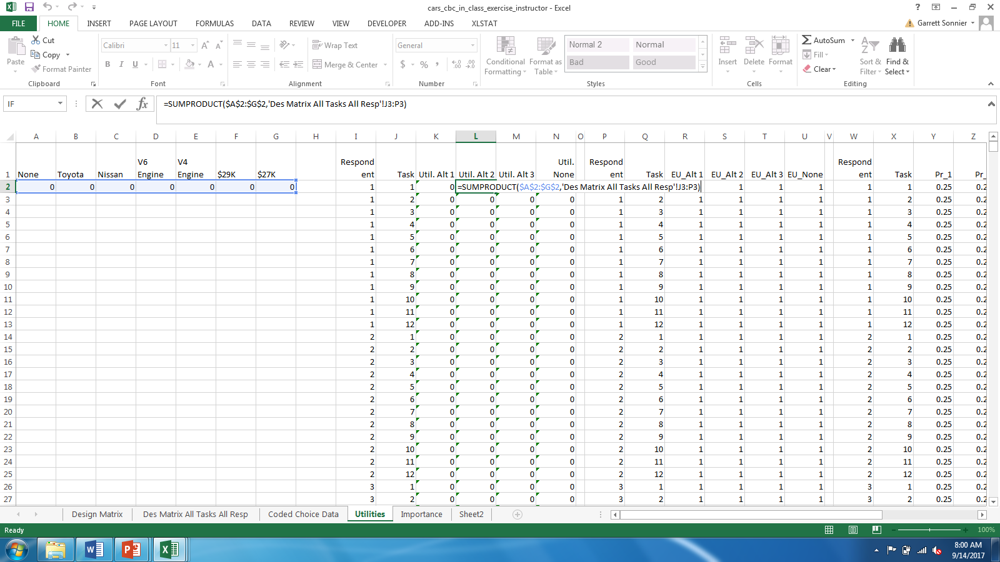 cars_cbc_in_class_exercise_instructor - Excel
FILE HOME INSERT PAGE LAYOUT FORMULAS DATA REVIEW VIEW DEVELOPER ADD-INS XLSTAT Garrett Sonnier
Paste
Cut
Copy
Format Painter
Clipboard
Calibri 11
B I U
Font
Wrap Text
Merge & Center
Alignment
General
$ % ,
Number
Conditional Formatting
Format as Table
Normal 2 Normal
Bad Good
Styles
Insert Delete Format
Cells
AutoSum
Fill
Clear
Sort & Filter
Find & Select
Editing
IF fx =SUMPRODUCT($A$2:$G$2,'Des Matrix All Tasks All Resp'!J3:P3)
A B C D E F G H I J K L M N O P Q R S T U V W X Y Z
1 None Toyota Nissan V6 Engine V4 Engine $29K $27K Respondent Task Util. Alt 1 Util. Alt 2 Util. Alt 3 Util. None Respondent Task EU_Alt 1 EU_Alt 2 EU_Alt 3 EU_None Respondent Task Pr_1 Pr_
2 0 0 0 0 0 0 0 1 1 0 =SUMPRODUCT($A$2:$G$2,'Des Matrix All Tasks All Resp'!J3:P3) 1 1 1 1 1 0.25 0.2
3 1 2 0 0 0 0 1 2 1 1 1 1 1 2 0.25 0.2
4 1 3 0 0 0 0 1 3 1 1 1 1 1 3 0.25 0.2
5 1 4 0 0 0 0 1 4 1 1 1 1 1 4 0.25 0.2
6 1 5 0 0 0 0 1 5 1 1 1 1 1 5 0.25 0.2
7 1 6 0 0 0 0 1 6 1 1 1 1 1 6 0.25 0.2
8 1 7 0 0 0 0 1 7 1 1 1 1 1 7 0.25 0.2
9 1 8 0 0 0 0 1 8 1 1 1 1 1 8 0.25 0.2
10 1 9 0 0 0 0 1 9 1 1 1 1 1 9 0.25 0.2
11 1 10 0 0 0 0 1 10 1 1 1 1 1 10 0.25 0.2
12 1 11 0 0 0 0 1 11 1 1 1 1 1 11 0.25 0.2
13 1 12 0 0 0 0 1 12 1 1 1 1 1 12 0.25 0.2
14 2 1 0 0 0 0 2 1 1 1 1 1 2 1 0.25 0.2
15 2 2 0 0 0 0 2 2 1 1 1 1 2 2 0.25 0.2
16 2 3 0 0 0 0 2 3 1 1 1 1 2 3 0.25 0.2
17 2 4 0 0 0 0 2 4 1 1 1 1 2 4 0.25 0.2
18 2 5 0 0 0 0 2 5 1 1 1 1 2 5 0.25 0.2
19 2 6 0 0 0 0 2 6 1 1 1 1 2 6 0.25 0.2
20 2 7 0 0 0 0 2 7 1 1 1 1 2 7 0.25 0.2
21 2 8 0 0 0 0 2 8 1 1 1 1 2 8 0.25 0.2
22 2 9 0 0 0 0 2 9 1 1 1 1 2 9 0.25 0.2
23 2 10 0 0 0 0 2 10 1 1 1 1 2 10 0.25 0.2
24 2 11 0 0 0 0 2 11 1 1 1 1 2 11 0.25 0.2
25 2 12 0 0 0 0 2 12 1 1 1 1 2 12 0.25 0.2
26 3 1 0 0 0 0 3 1 1 1 1 1 3 1 0.25 0.2
27 3 2 0 0 0 0 3 2 1 1 1 1 3 2 0.25 0.2
Design Matrix Des Matrix All Tasks All Resp Coded Choice Data Utilities Importance Sheet2
Ready 100%
8:00 AM
9/14/2017